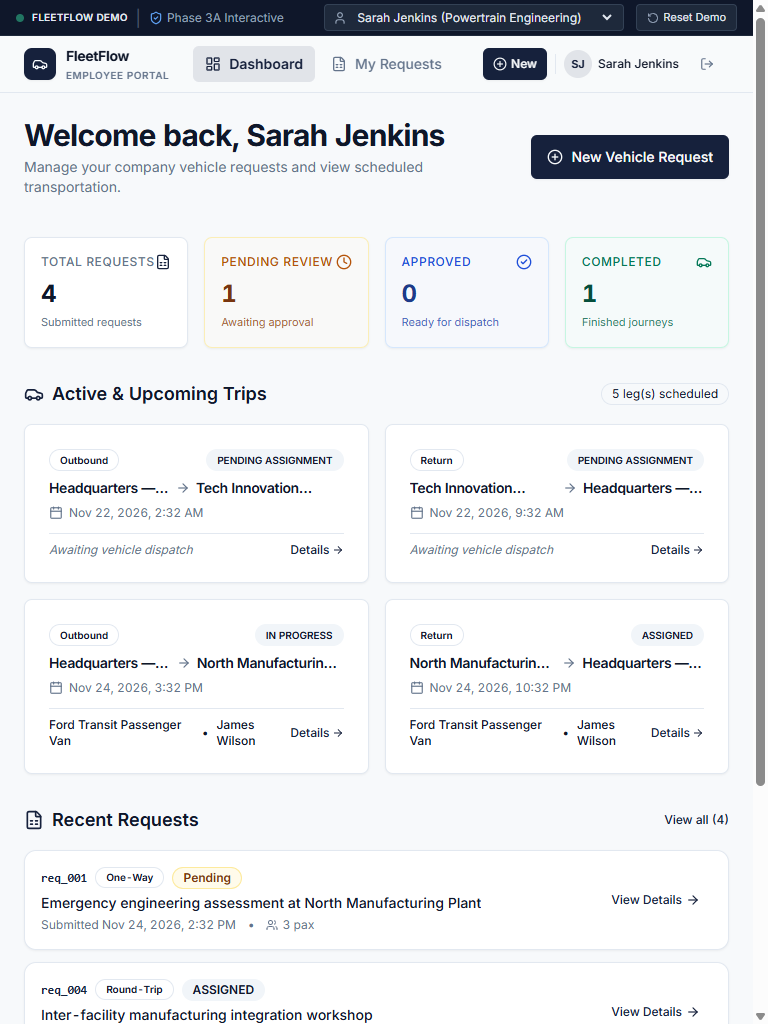 FLEETFLOW DEMO
Phase 3A Interactive
Sarah Jenkins (Powertrain Engineering)
Reset Demo
FleetFlow
EMPLOYEE PORTAL
Dashboard
My Requests
New
SJ
Sarah Jenkins
Welcome back, Sarah Jenkins
Manage your company vehicle requests and view scheduled
transportation.
New Vehicle Request
TOTAL REQUESTS
4
Submitted requests
PENDING REVIEW
1
Awaiting approval
APPROVED
0
Ready for dispatch
COMPLETED
1
Finished journeys
Active & Upcoming Trips
5 leg(s) scheduled
Outbound
PENDING ASSIGNMENT
Headquarters —... → Tech Innovation...
Nov 22, 2026, 2:32 AM
Awaiting vehicle dispatch
Details →
Return
PENDING ASSIGNMENT
Tech Innovation... → Headquarters —...
Nov 22, 2026, 9:32 AM
Awaiting vehicle dispatch
Details →
Outbound
IN PROGRESS
Headquarters —... → North Manufacturin...
Nov 24, 2026, 3:32 PM
Ford Transit Passenger
Van
•
James
Wilson
Details →
Return
ASSIGNED
North Manufacturin... → Headquarters —...
Nov 24, 2026, 10:32 PM
Ford Transit Passenger
Van
•
James
Wilson
Details →
Recent Requests
View all (4)
req_001
One-Way
Pending
Emergency engineering assessment at North Manufacturing Plant
Submitted Nov 24, 2026, 2:32 PM • 3 pax
View Details →
req_004
Round-Trip
ASSIGNED
Inter-facility manufacturing integration workshop
View Details →